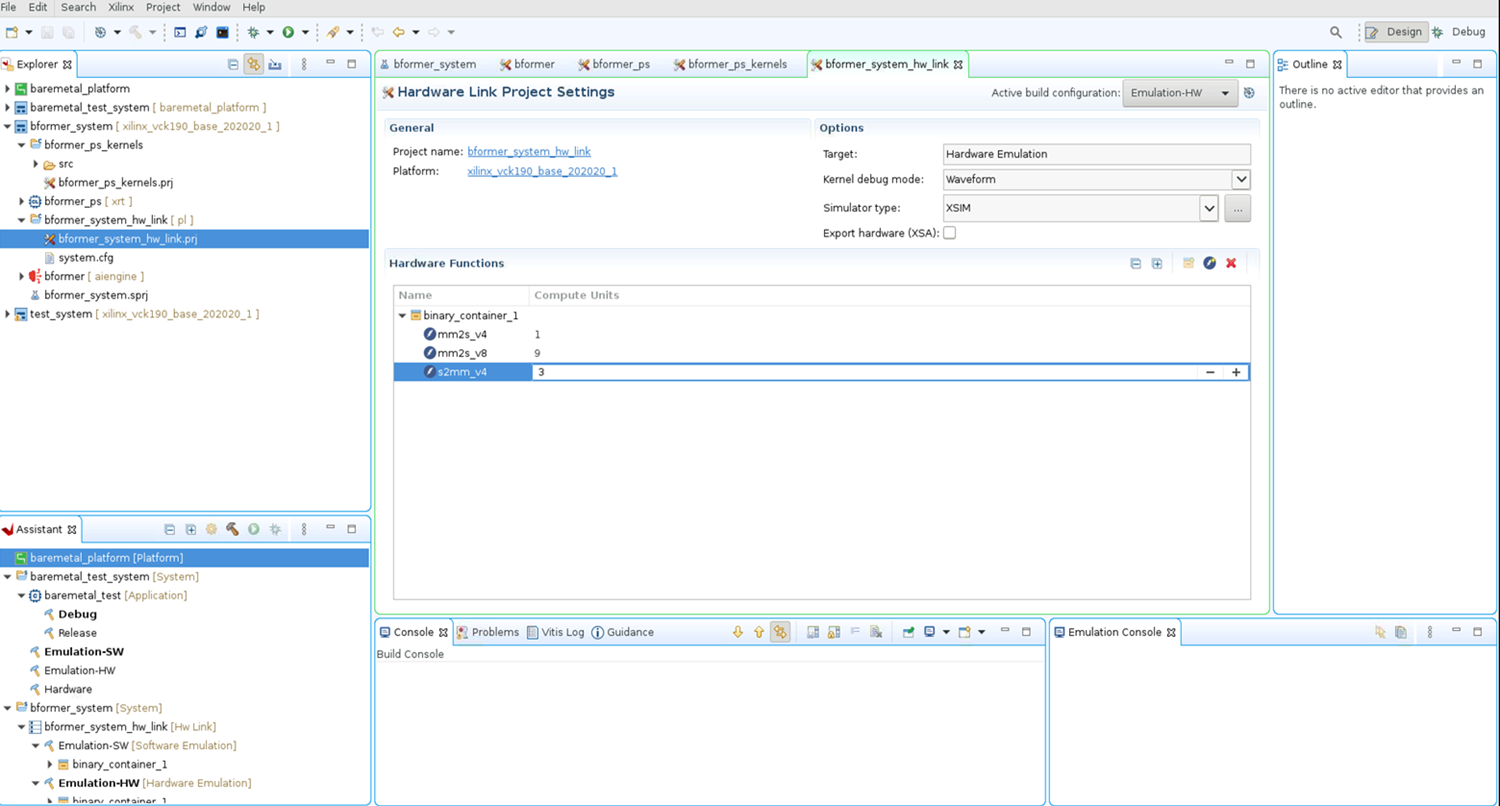 File Edit Search Xilinx Project Window Help
Design Debug
Explorer
baremetal_platform
baremetal_test_system [ baremetal_platform ]
bformer_system [ xilinx_vck190_base_202020_1 ]
bformer_ps_kernels
src
bformer_ps_kernels.prj
bformer_ps [ xrt ]
bformer_system_hw_link [ pl ]
bformer_system_hw_link.prj
system.cfg
bformer [ aiengine ]
bformer_system.sprj
test_system [ xilinx_vck190_base_202020_1 ]
bformer_system bformer bformer_ps bformer_ps_kernels bformer_system_hw_link
Hardware Link Project Settings
Active build configuration: Emulation-HW
General
Project name: bformer_system_hw_link
Platform: xilinx_vck190_base_202020_1
Options
Target: Hardware Emulation
Kernel debug mode: Waveform
Simulator type: XSIM ...
Export hardware (XSA):
Hardware Functions
Name Compute Units
binary_container_1
mm2s_v4 1
mm2s_v8 9
s2mm_v4 3
Outline
There is no active editor that provides an
outline.
Assistant
baremetal_platform [Platform]
baremetal_test_system [System]
baremetal_test [Application]
Debug
Release
Emulation-SW
Emulation-HW
Hardware
bformer_system [System]
bformer_system_hw_link [Hw Link]
Emulation-SW [Software Emulation]
binary_container_1
Emulation-HW [Hardware Emulation]
binary_container_1
Console Problems Vitis Log Guidance
Build Console
Emulation Console